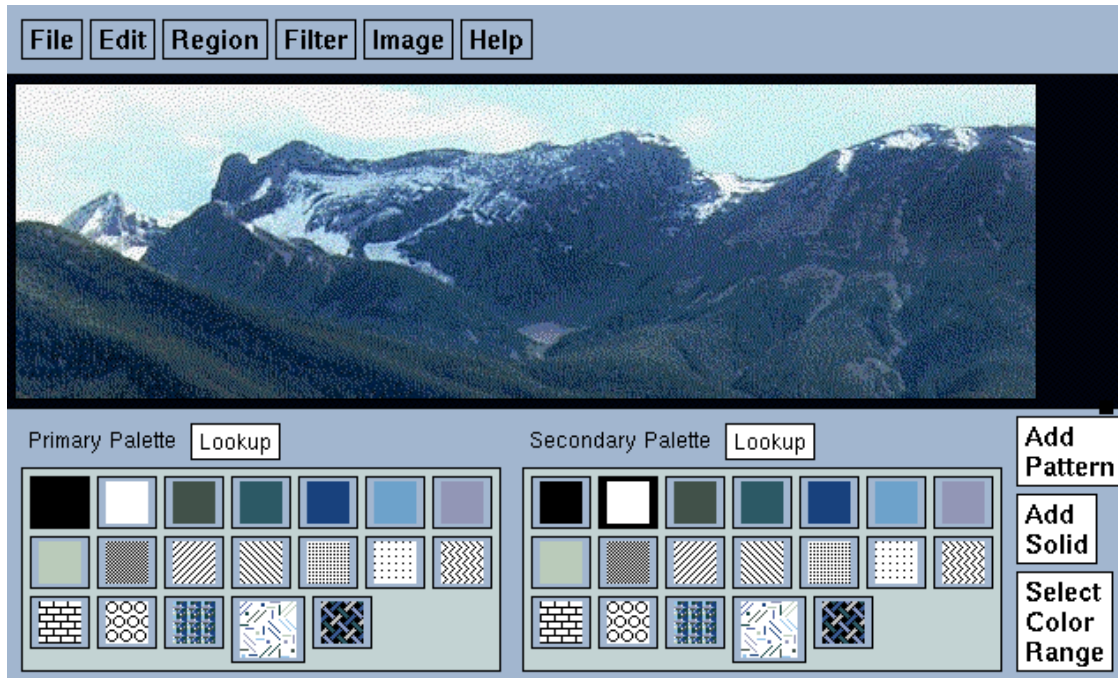 File Edit Region Filter Image Help
Primary Palette Lookup
Secondary Palette Lookup
Add
Pattern
Add
Solid
Select
Color
Range